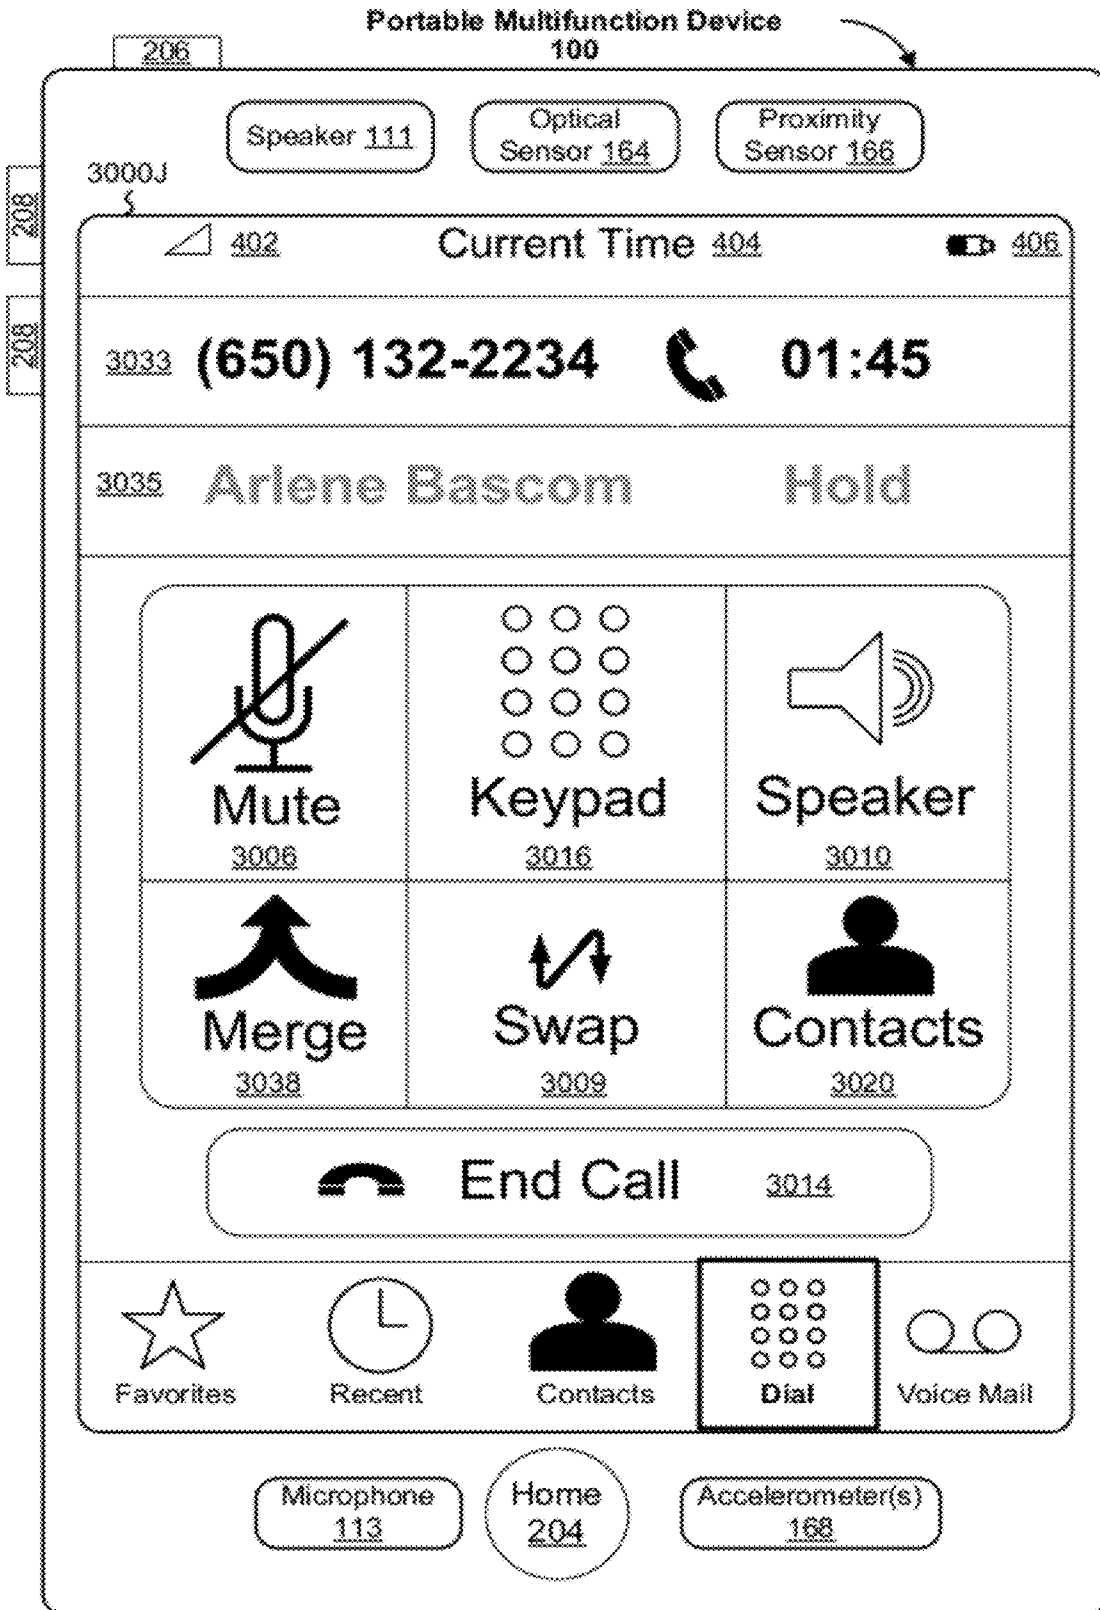 Portable Multifunction Device
100
206
Speaker 111
Optical
Sensor 164
Proximity
Sensor 166
208
208
3000J
402 Current Time 404 406
3033 (650) 132-2234 01:45
3035 Arlene Bascom Hold
Mute
3006
Keypad
3016
Speaker
3010
Merge
3038
Swap
3009
Contacts
3020
End Call 3014
Favorites
Recent
Contacts
Dial
Voice Mail
Microphone
113
Home
204
Accelerometer(s)
168